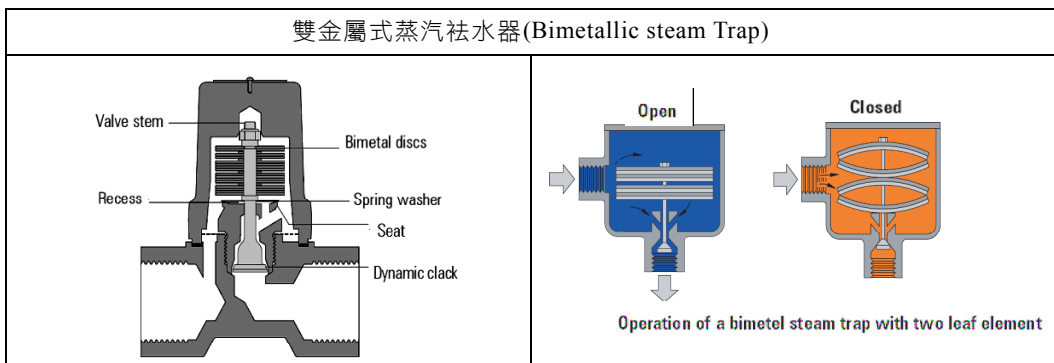 雙金屬式蒸汽祛水器(Bimetallic steam Trap)
Valve stem
Bimetal discs
Recess
Spring washer
Seat
Dynamic clack
Open
Closed
Operation of a bimetel steam trap with two leaf element